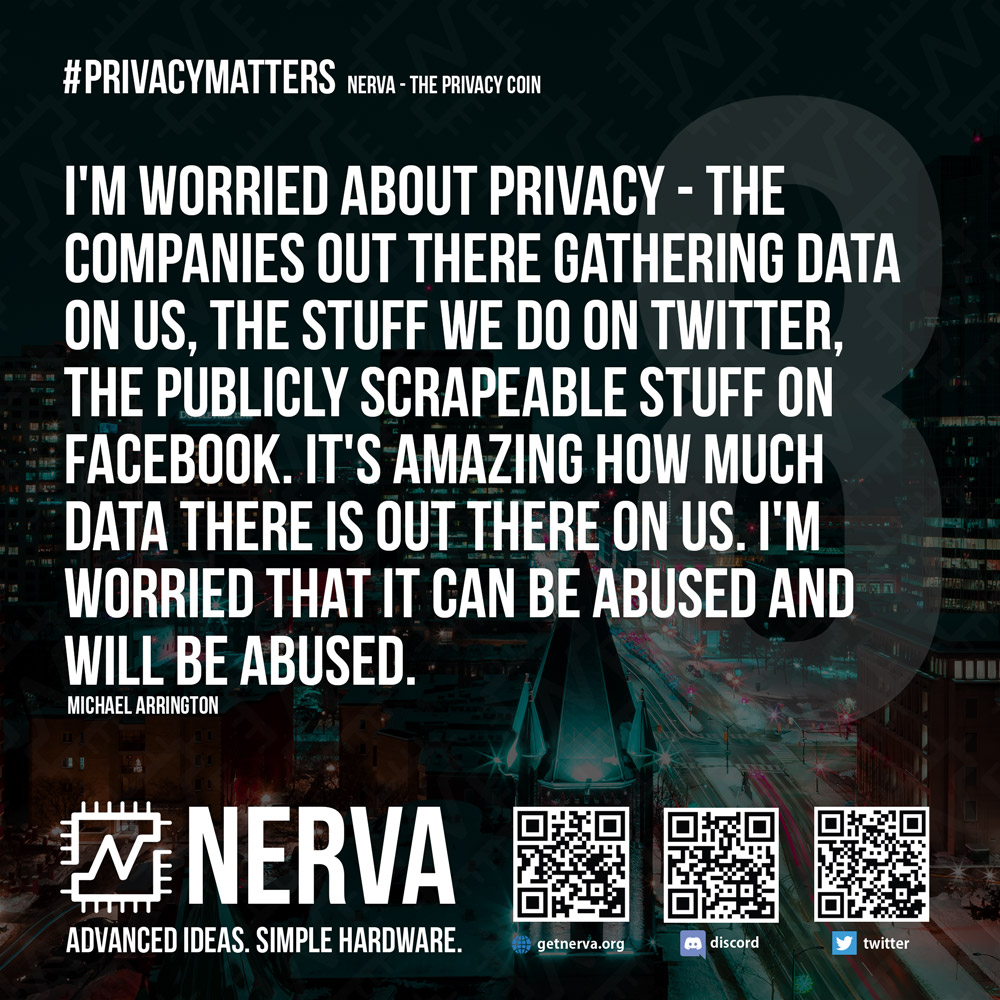 #PRIVACYMATTERS NERVA - THE PRIVACY COIN
8
I'M WORRIED ABOUT PRIVACY - THE
COMPANIES OUT THERE GATHERING DATA
ON US, THE STUFF WE DO ON TWITTER,
THE PUBLICLY SCRAPEABLE STUFF ON
FACEBOOK. IT'S AMAZING HOW MUCH
DATA THERE IS OUT THERE ON US. I'M
WORRIED THAT IT CAN BE ABUSED AND
WILL BE ABUSED.
MICHAEL ARRINGTON
NERVA
ADVANCED IDEAS. SIMPLE HARDWARE.
getnerva.org
discord
twitter